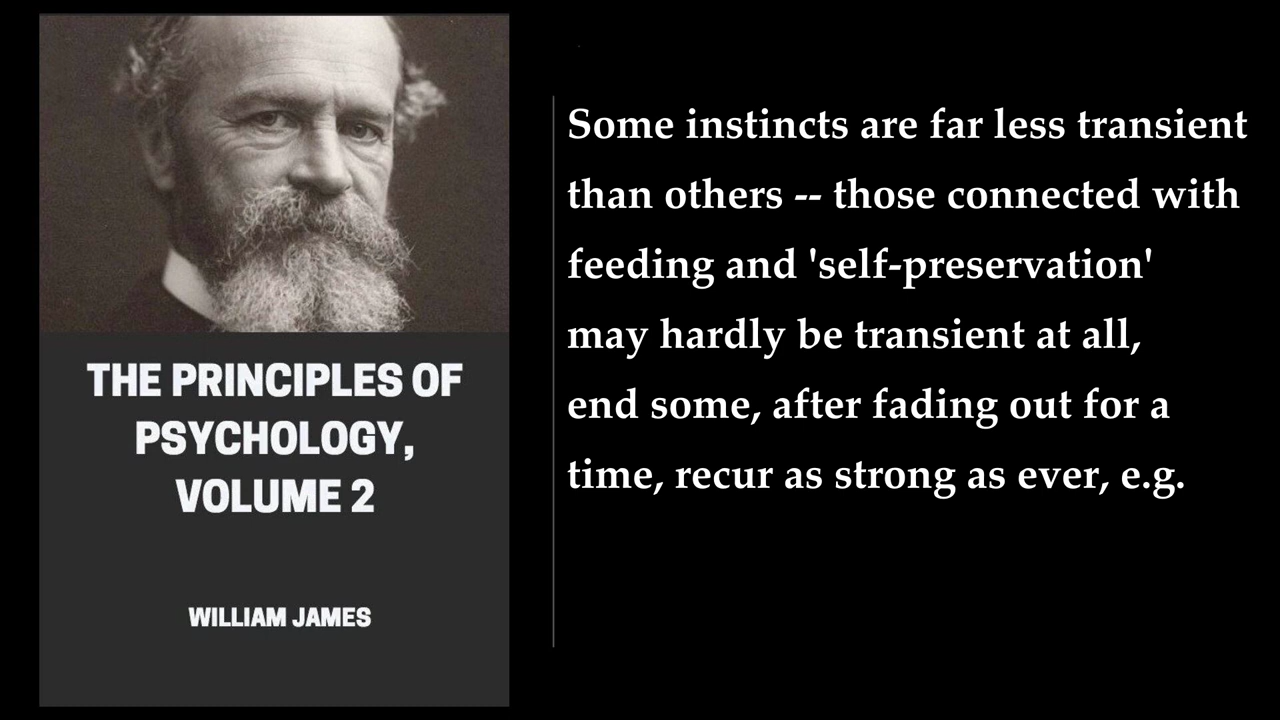 THE PRINCIPLES OF
PSYCHOLOGY,
VOLUME 2
WILLIAM JAMES
Some instincts are far less transient
than others -- those connected with
feeding and 'self-preservation'
may hardly be transient at all,
end some, after fading out for a
time, recur as strong as ever, e.g.